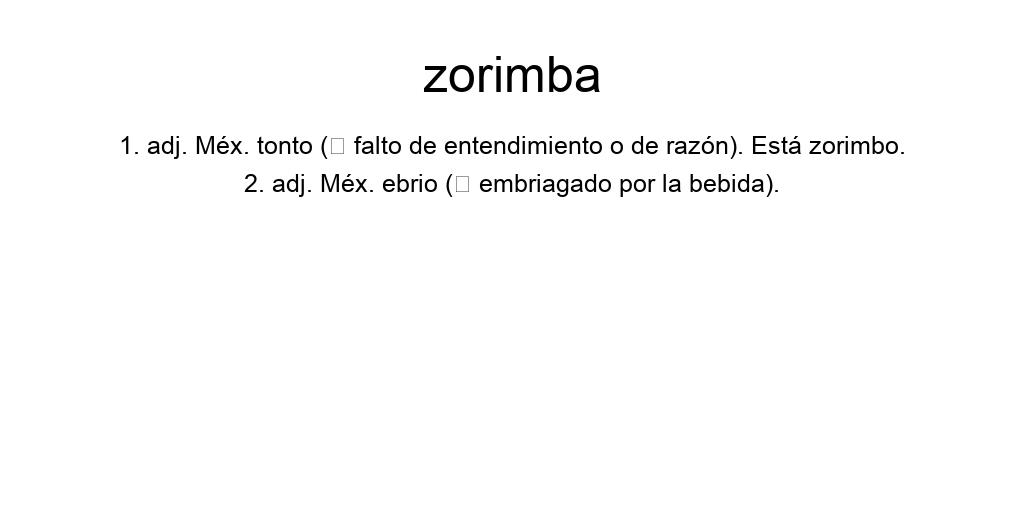 zorimba
1. adj. Méx. tonto (▯ falto de entendimiento o de razón). Está zorimbo.
2. adj. Méx. ebrio (▯ embriagado por la bebida).